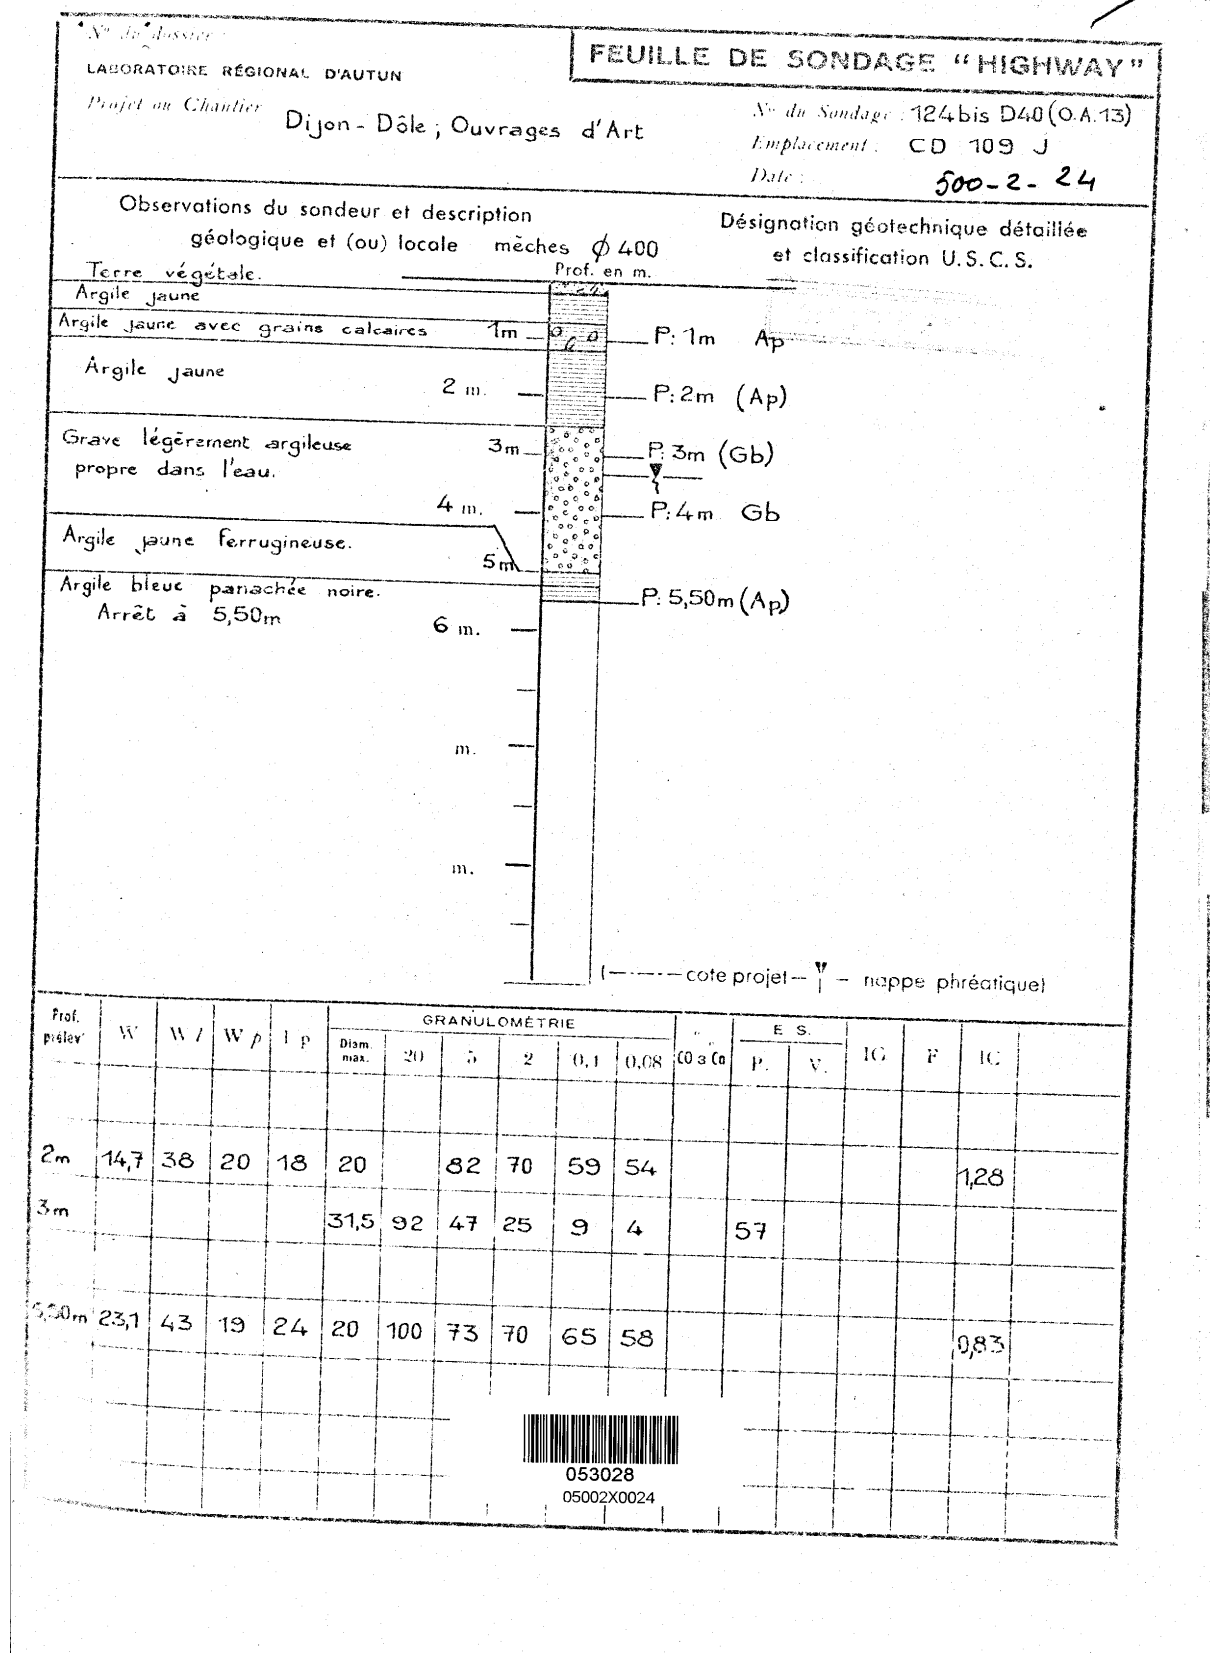 N° du dossier :
FEUILLE DE SONDAGE "HIGHWAY"
LABORATOIRE RÉGIONAL D'AUTUN
Projet ou Chantier
Dijon - Dôle ; Ouvrages d'Art
N° du Sondage : 124bis D40 (O.A.13)
Emplacement : CD 109 J
Date :
500-2-24
Observations du sondeur et description
géologique et (ou) locale mèches ϕ 400
Désignation géotechnique détaillée
et classification U.S.C.S.
Prof. en m.
Terre végétale.
Argile jaune
Argile jaune avec grains calcaires 1m P: 1m Ap
Argile jaune
2 m. P: 2m (Ap)
Grave légèrement argileuse 3m P: 3m (Gb)
propre dans l'eau.
4 m. P: 4m Gb
Argile jaune ferrugineuse.
5m
Argile bleue panachée noire.
P: 5,50m (Ap)
Arrêt à 5,50m
6 m.
m.
m.
(------- cote projet - - nappe phréatique)
Prof. prélevt W W l W p I p GRANULOMÉTRIE CO3Ca E S. IG F IC
Diam. max. 20 5 2 0,1 0,08 P. V.
2m 14,7 38 20 18 20 82 70 59 54 1,28
3m 31,5 92 47 25 9 4 57
5,50m 23,1 43 19 24 20 100 73 70 65 58 0,83
053028
05002X0024